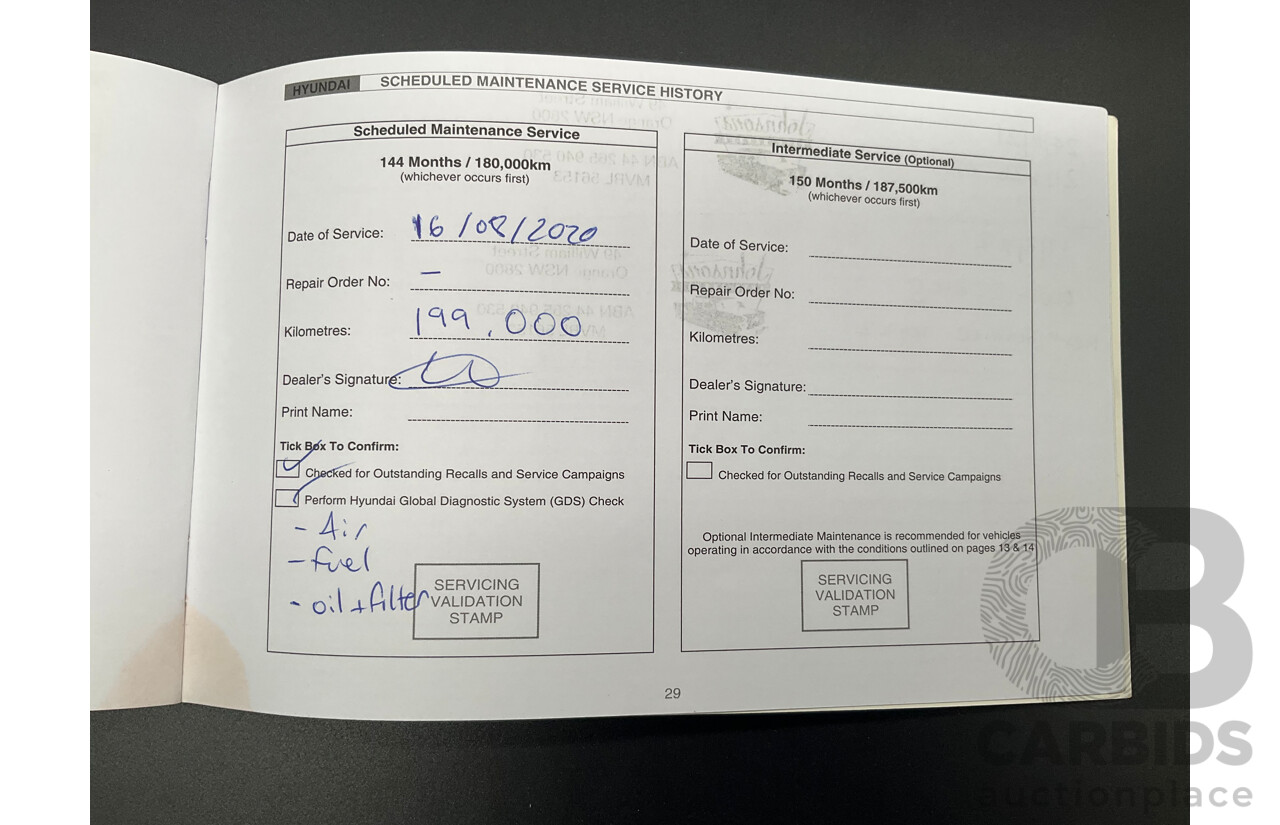 HYUNDAI SCHEDULED MAINTENANCE SERVICE HISTORY
Scheduled Maintenance Service
144 Months / 180,000km
(whichever occurs first)
Date of Service: 16/08/2020
Repair Order No: —
Kilometres: 199.000
Dealer's Signature:
Print Name:
Tick Box To Confirm:
Checked for Outstanding Recalls and Service Campaigns
Perform Hyundai Global Diagnostic System (GDS) Check
- Air
- fuel
- oil + filter
SERVICING
VALIDATION
STAMP
Intermediate Service (Optional)
150 Months / 187,500km
(whichever occurs first)
Date of Service:
Repair Order No:
Kilometres:
Dealer's Signature:
Print Name:
Tick Box To Confirm:
Checked for Outstanding Recalls and Service Campaigns
Optional Intermediate Maintenance is recommended for vehicles
operating in accordance with the conditions outlined on pages 13 & 14
SERVICING
VALIDATION
STAMP
29
CARBIDS
auctionplace